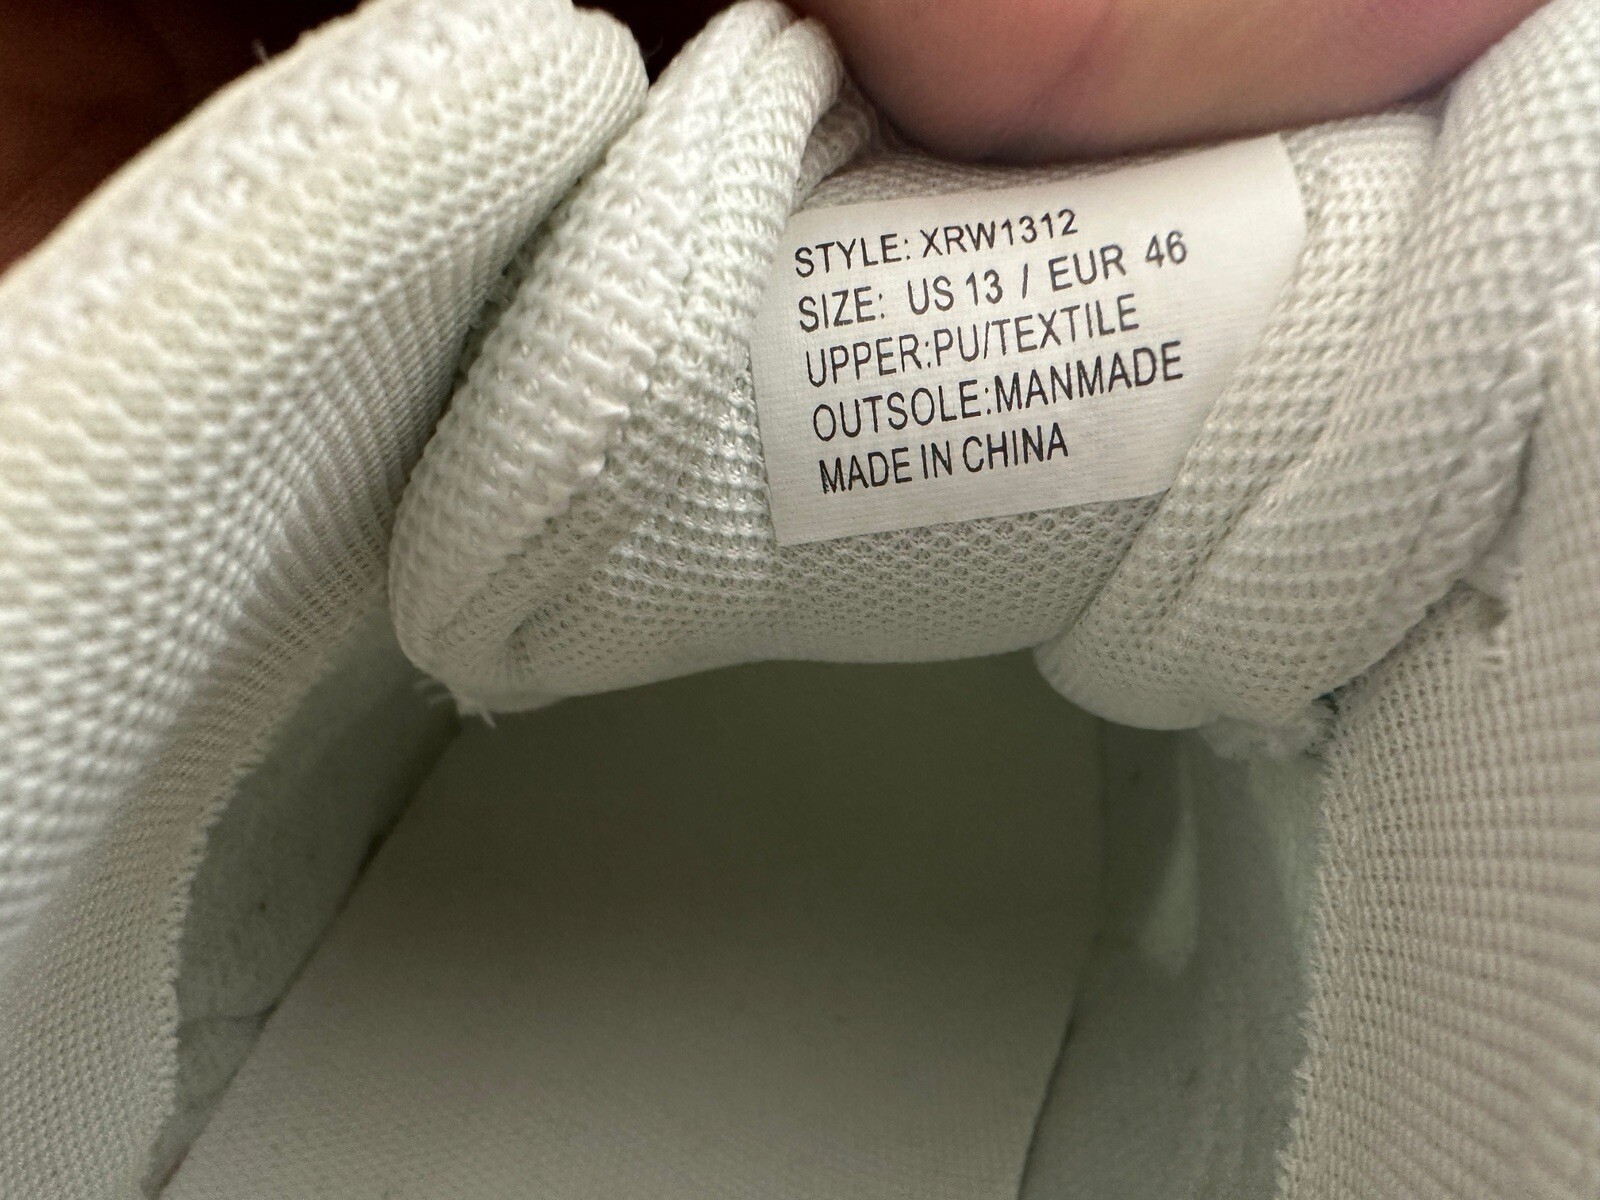 STYLE: XRW1312
SIZE: US 13 / EUR 46
UPPER:PU/TEXTILE
OUTSOLE:MANMADE
MADE IN CHINA